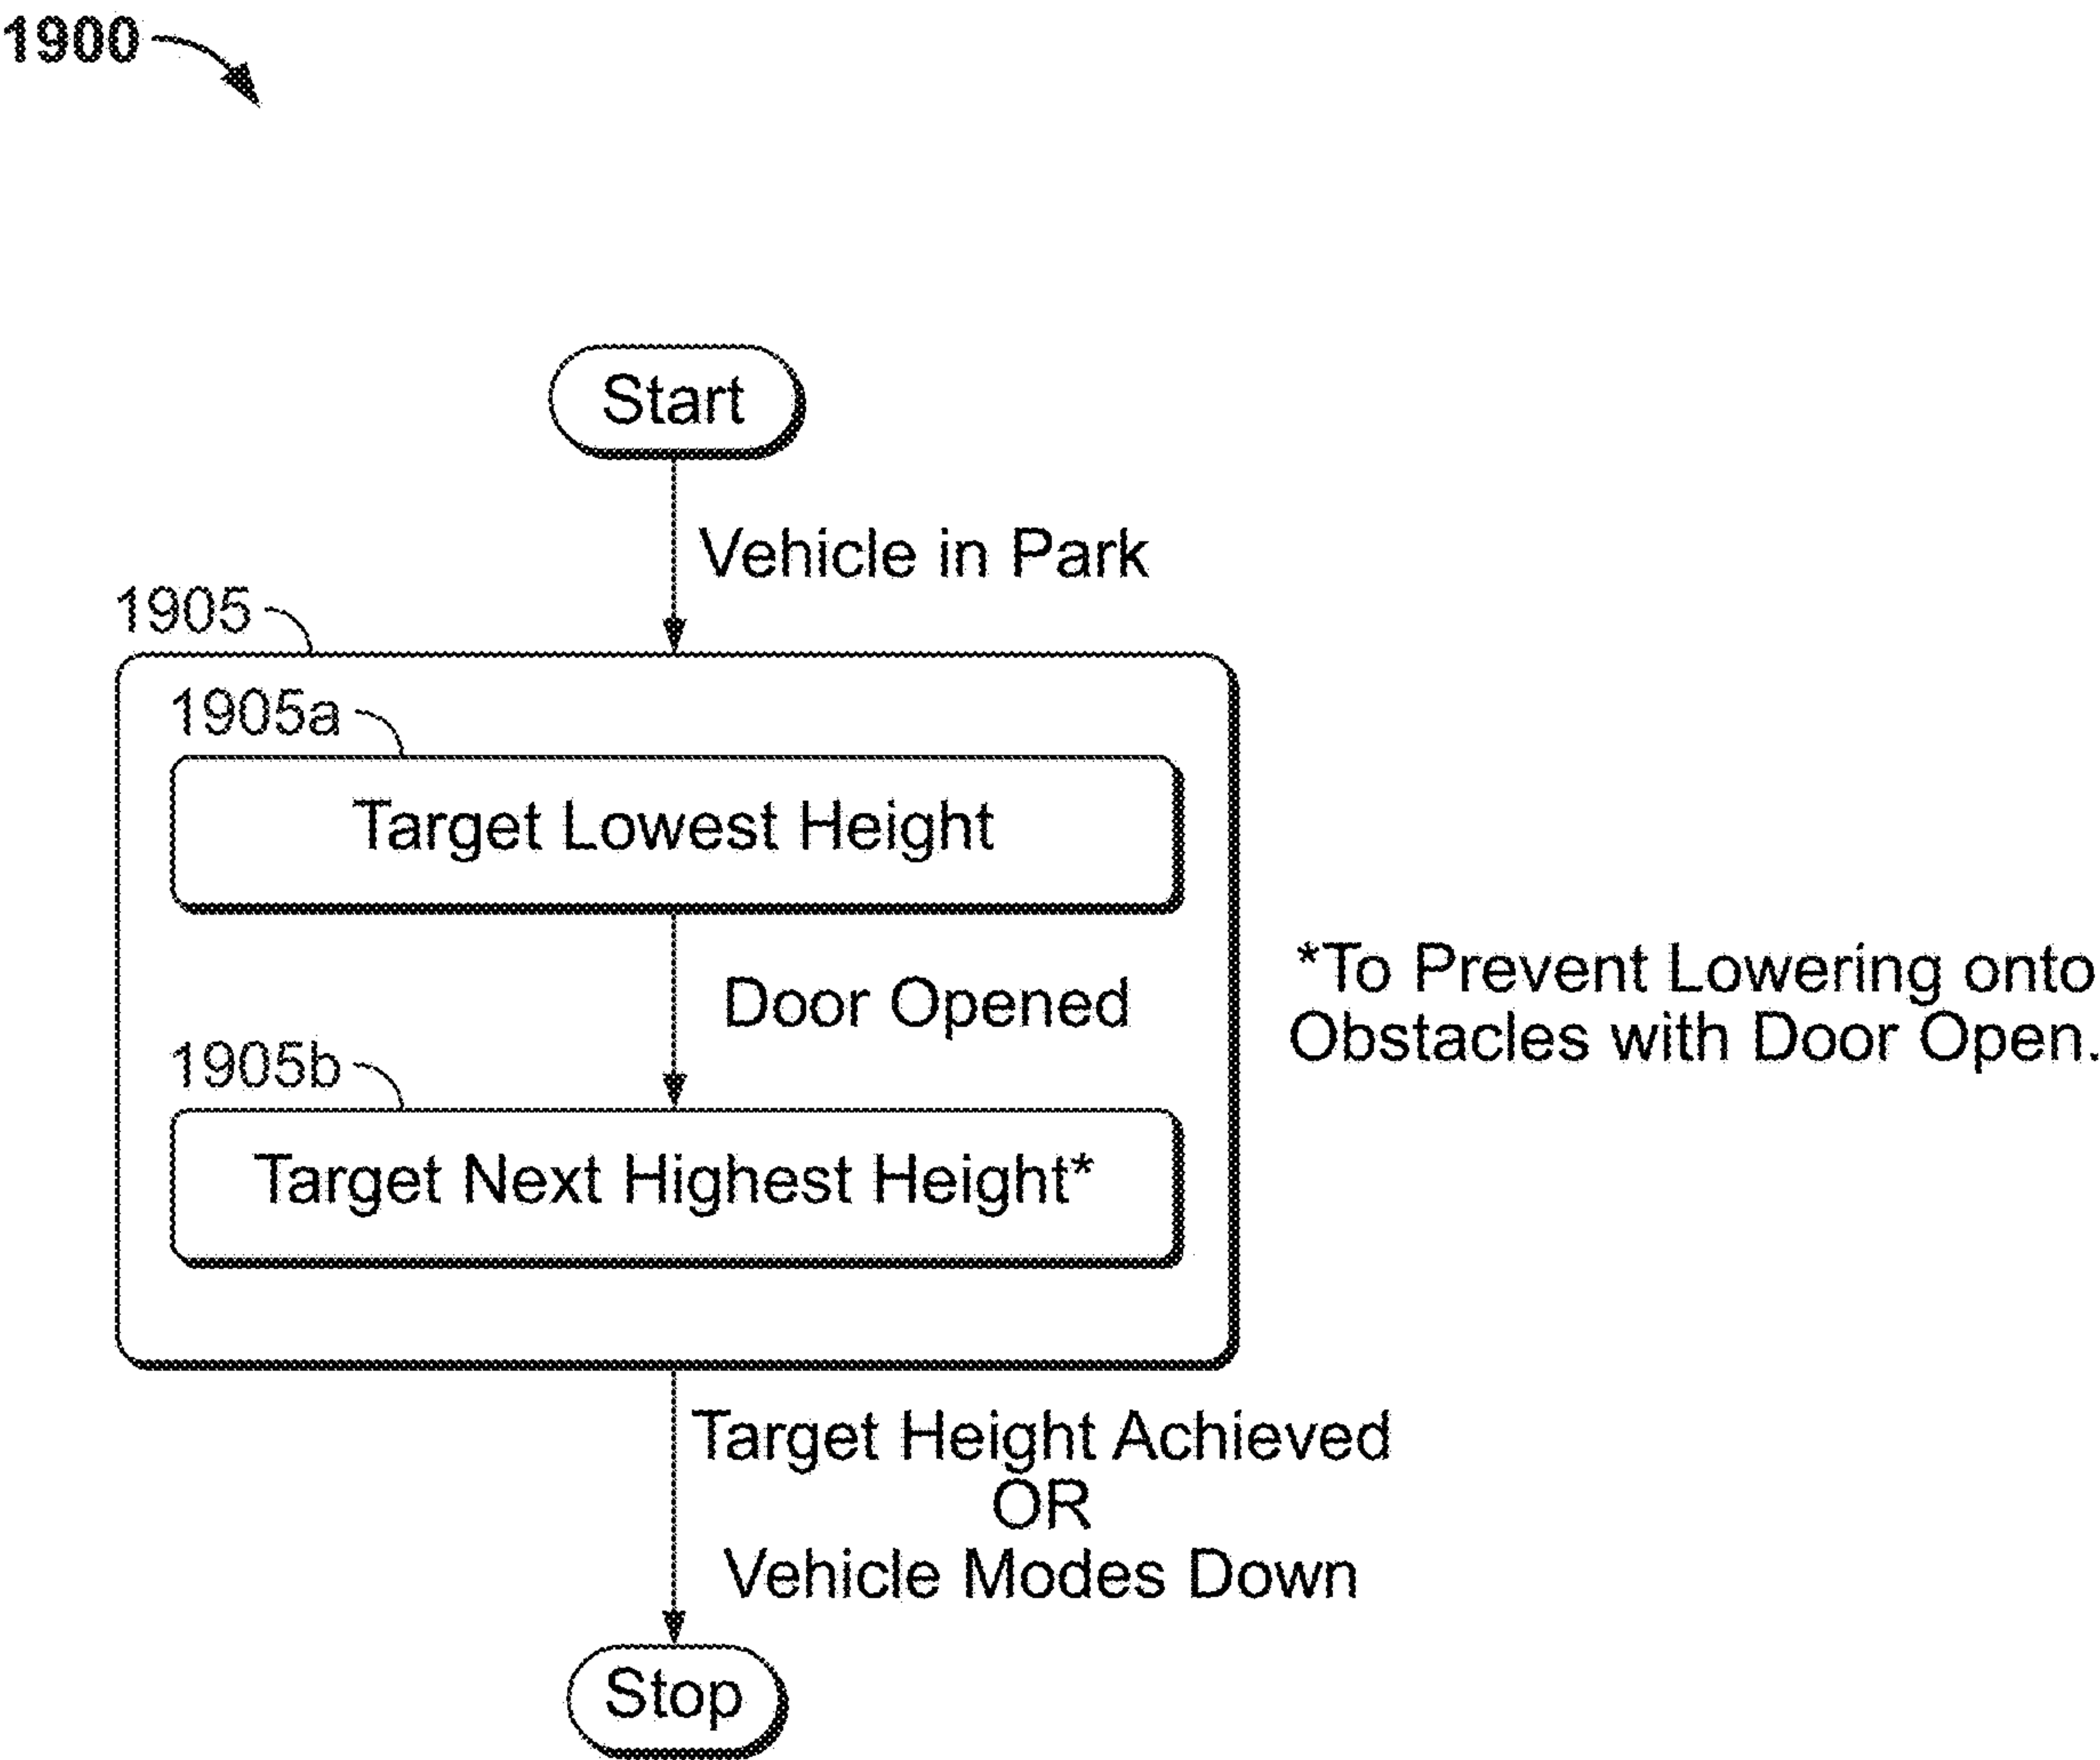 1900
Start
Vehicle in Park
1905
1905a
Target Lowest Height
Door Opened
1905b
Target Next Highest Height*
*To Prevent Lowering onto
Obstacles with Door Open.
Target Height Achieved
OR
Vehicle Modes Down
Stop